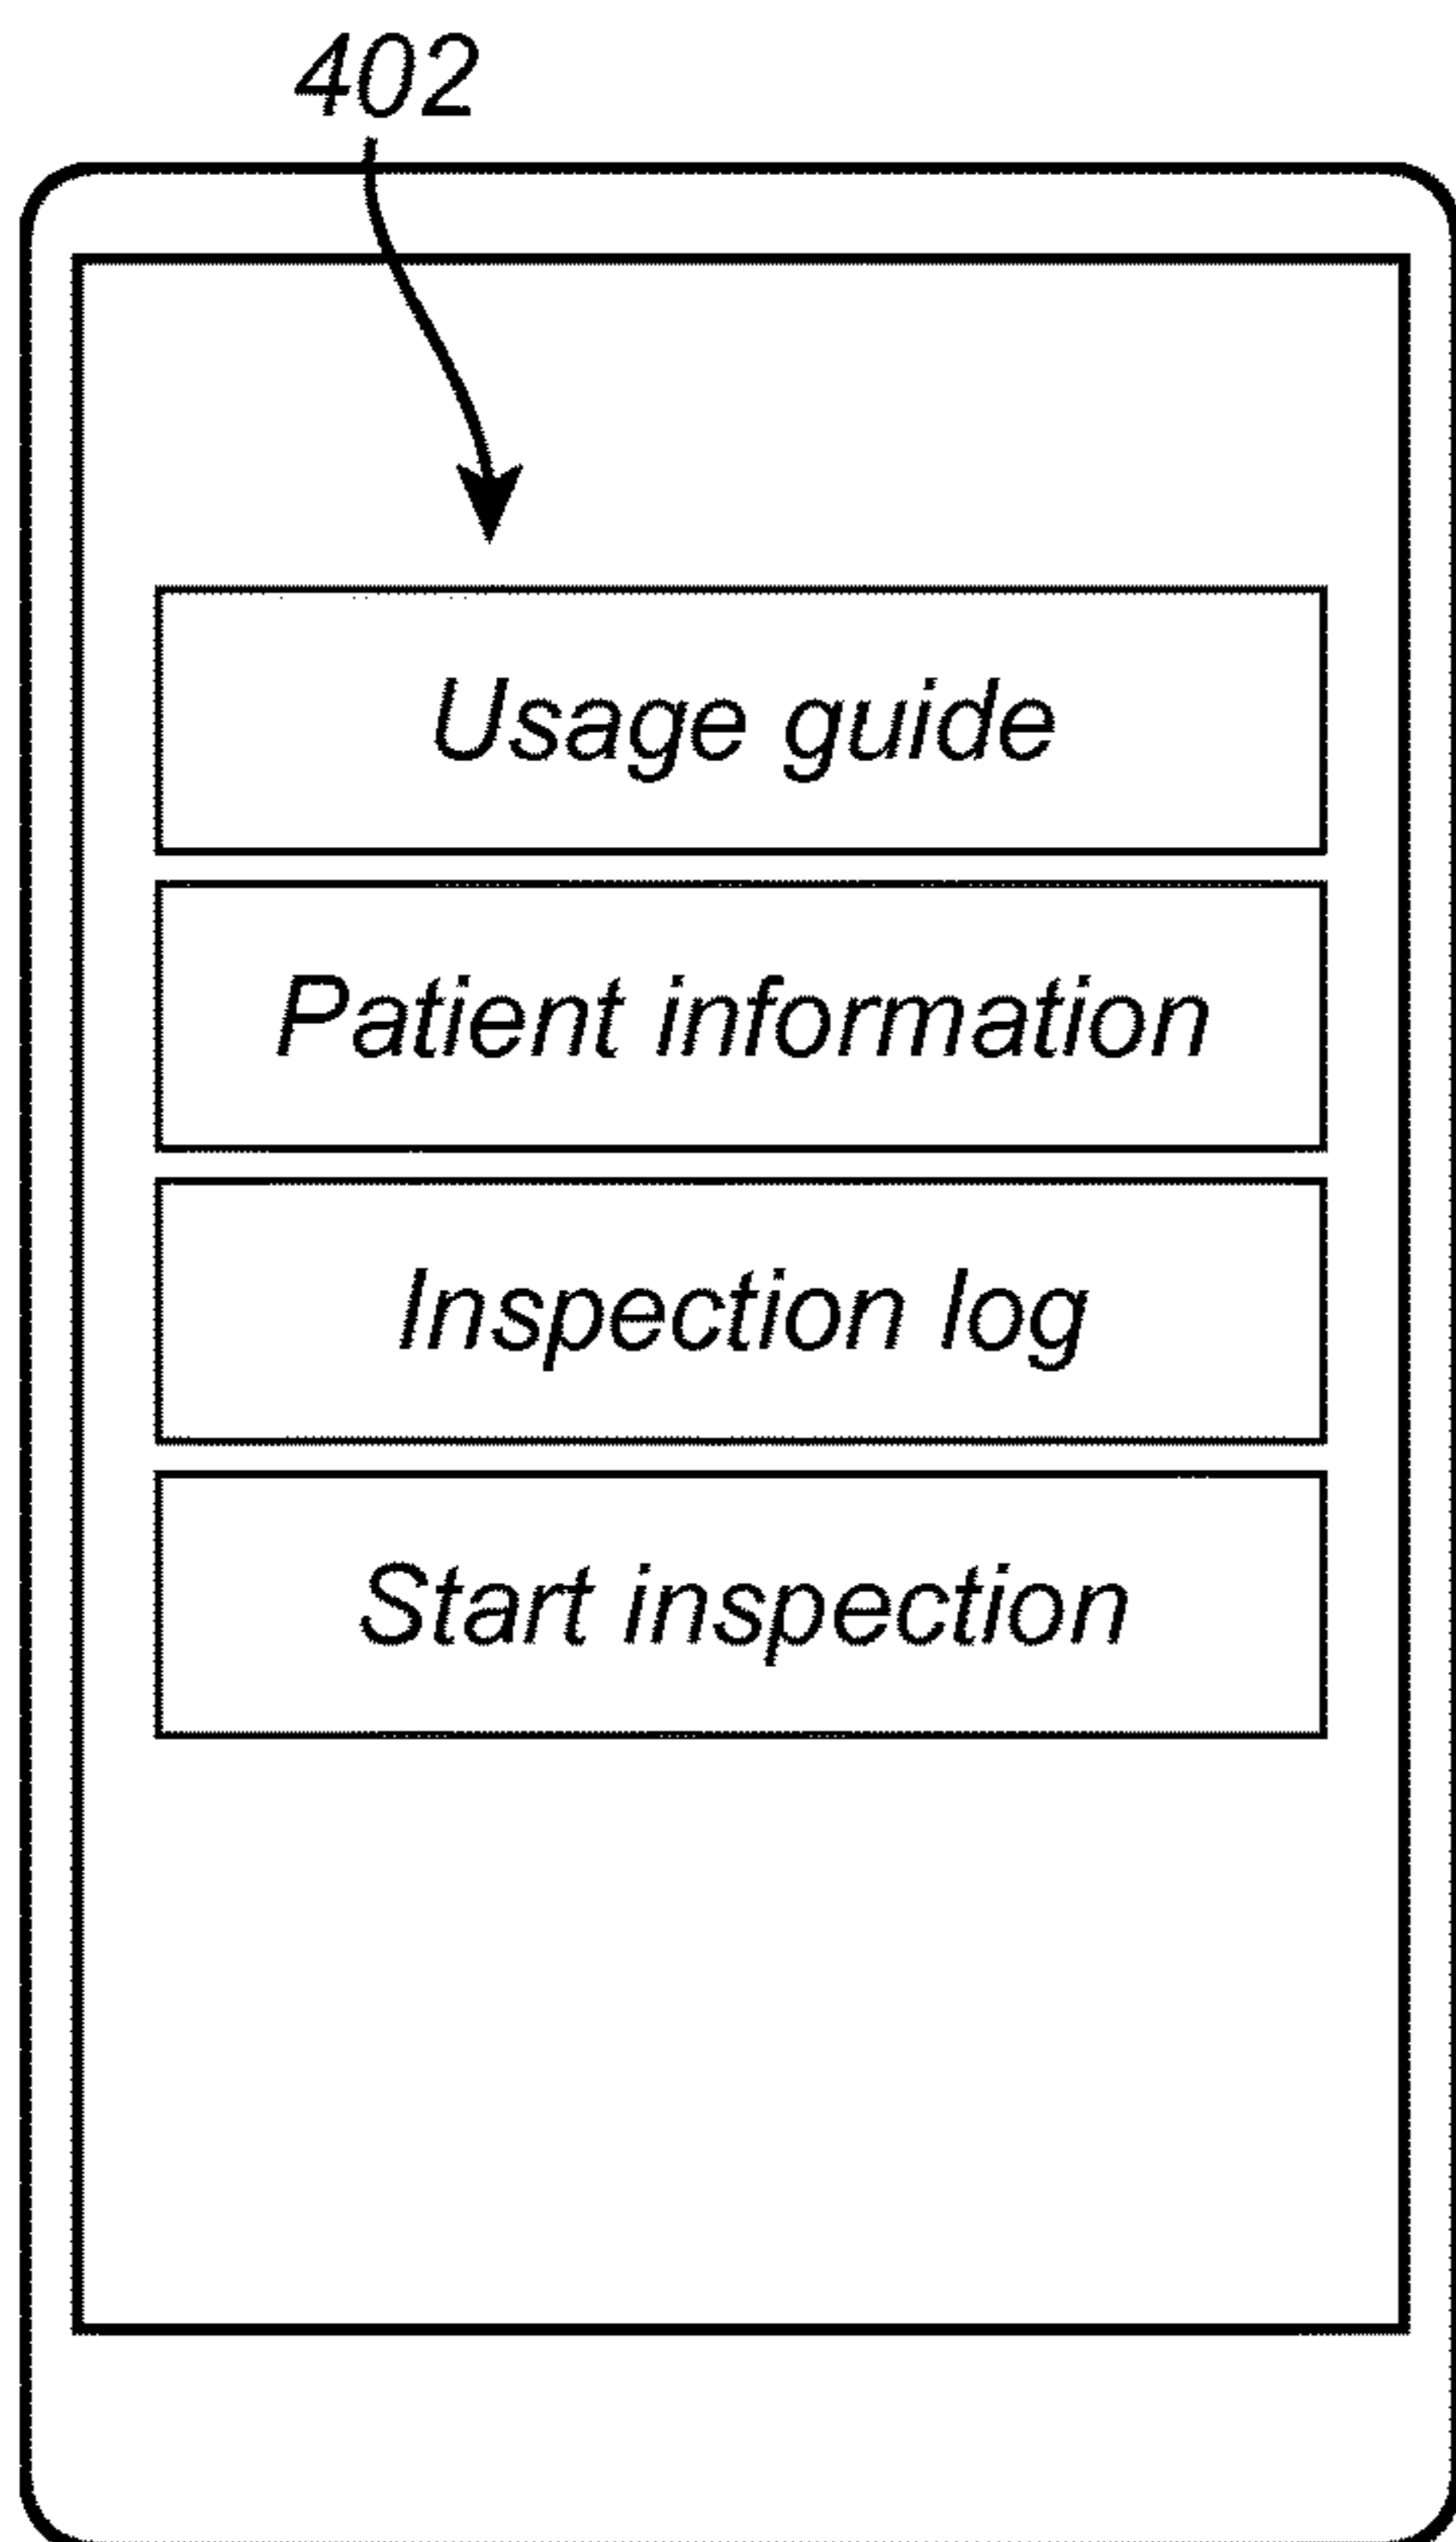 402
Usage guide
Patient information
Inspection log
Start inspection